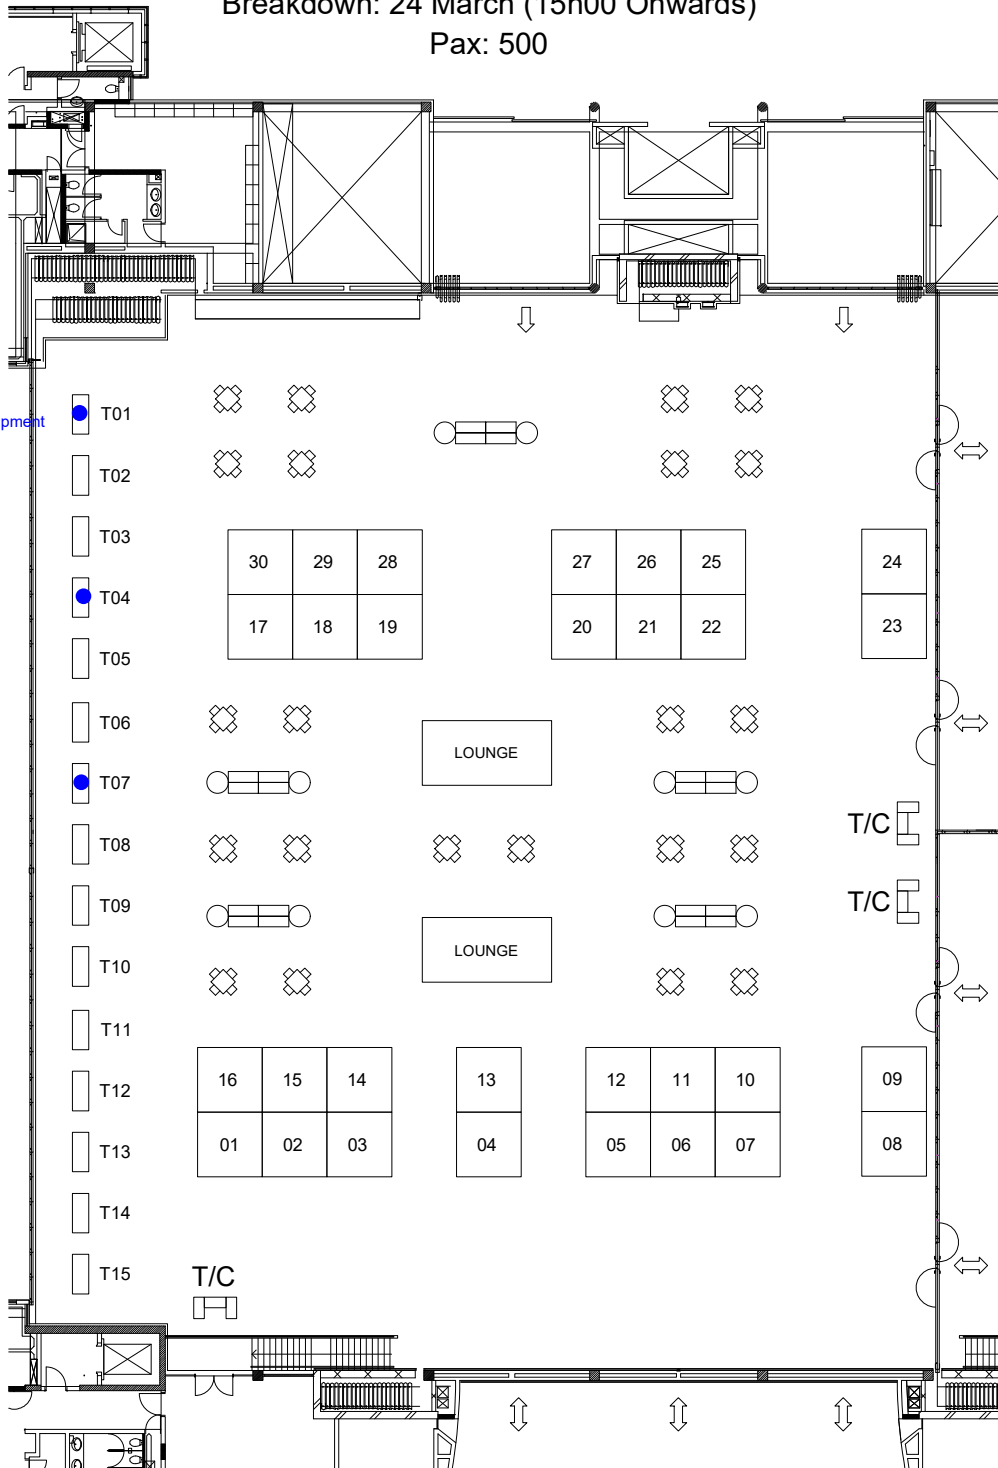 Breakdown: 24 March (15h00 Onwards)
Pax: 500
pment
T01
T02
T03
30 29 28 27 26 25 24
T04
17 18 19 20 21 22 23
T05
T06
LOUNGE
T07
T/C
T08
T/C
T09
LOUNGE
T10
T11
16 15 14 13 12 11 10 09
T12
01 02 03 04 05 06 07 08
T13
T14
T15
T/C